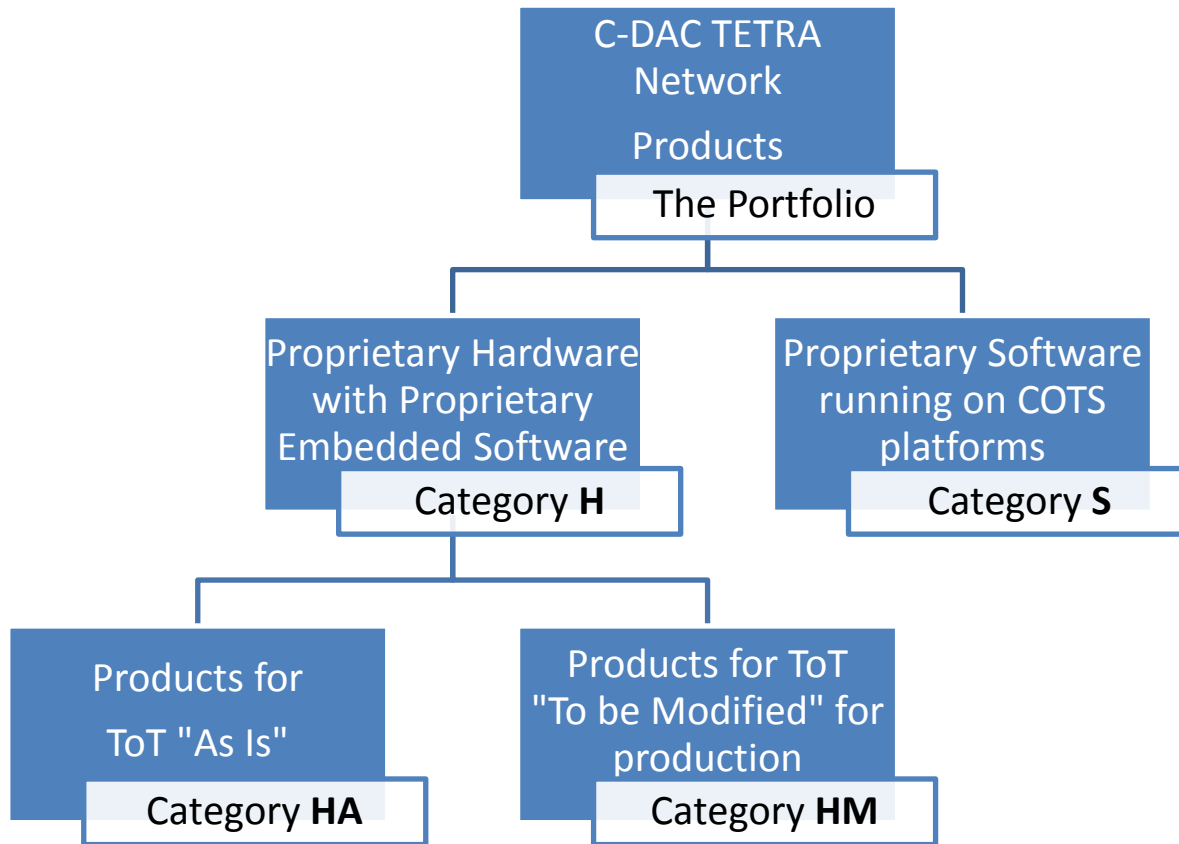 C-DAC TETRA
Network
Products
The Portfolio
Proprietary Hardware
with Proprietary
Embedded Software
Category H
Proprietary Software
running on COTS
platforms
Category S
Products for
ToT "As Is"
Category HA
Products for ToT
"To be Modified" for
production
Category HM